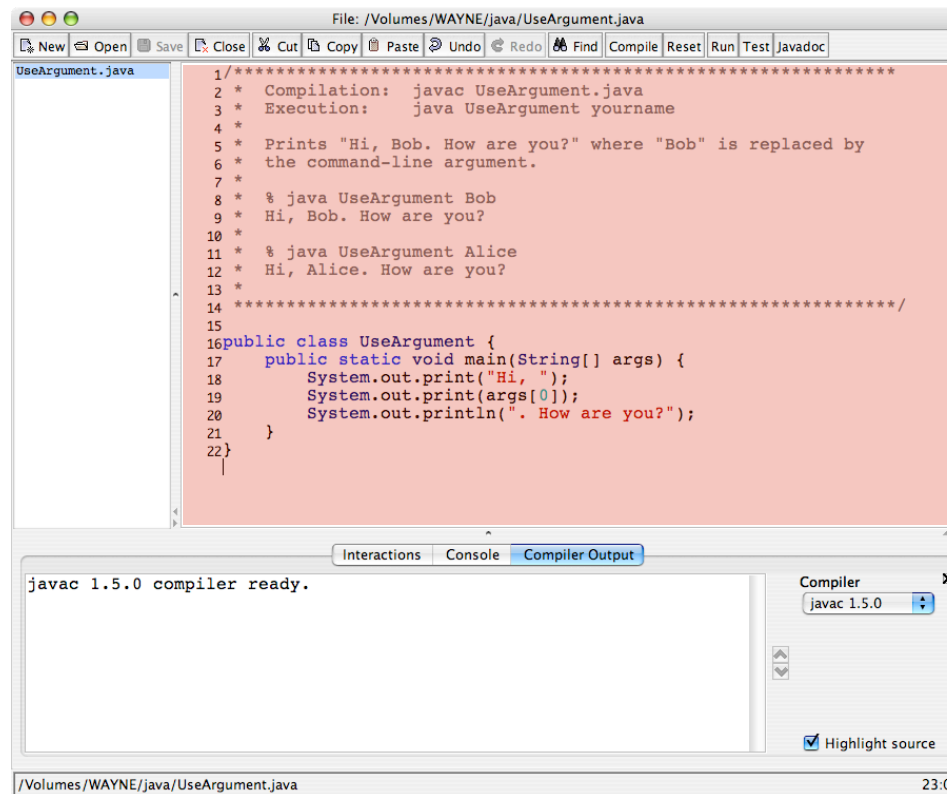 File: /Volumes/WAYNE/java/UseArgument.java
New Open Save Close Cut Copy Paste Undo Redo Find Compile Reset Run Test Javadoc
UseArgument.java
1/***************************************************************
2 *  Compilation:  javac UseArgument.java
3 *  Execution:    java UseArgument yourname
4 *
5 *  Prints "Hi, Bob. How are you?" where "Bob" is replaced by
6 *  the command-line argument.
7 *
8 *  % java UseArgument Bob
9 *  Hi, Bob. How are you?
10 *
11 *  % java UseArgument Alice
12 *  Hi, Alice. How are you?
13 *
14 ***************************************************************/
15
16public class UseArgument {
17    public static void main(String[] args) {
18        System.out.print("Hi, ");
19        System.out.print(args[0]);
20        System.out.println(". How are you?");
21    }
22}
Interactions Console Compiler Output
javac 1.5.0 compiler ready.
Compiler
javac 1.5.0
Highlight source
/Volumes/WAYNE/java/UseArgument.java